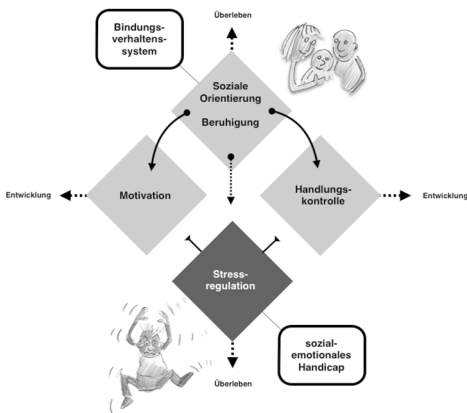 Überleben
Bindungs-
verhaltens-
system
Soziale
Orientierung
Beruhigung
Entwicklung
Motivation
Handlungs-
kontrolle
Entwicklung
Stress-
regulation
sozial-
emotionales
Handicap
Überleben